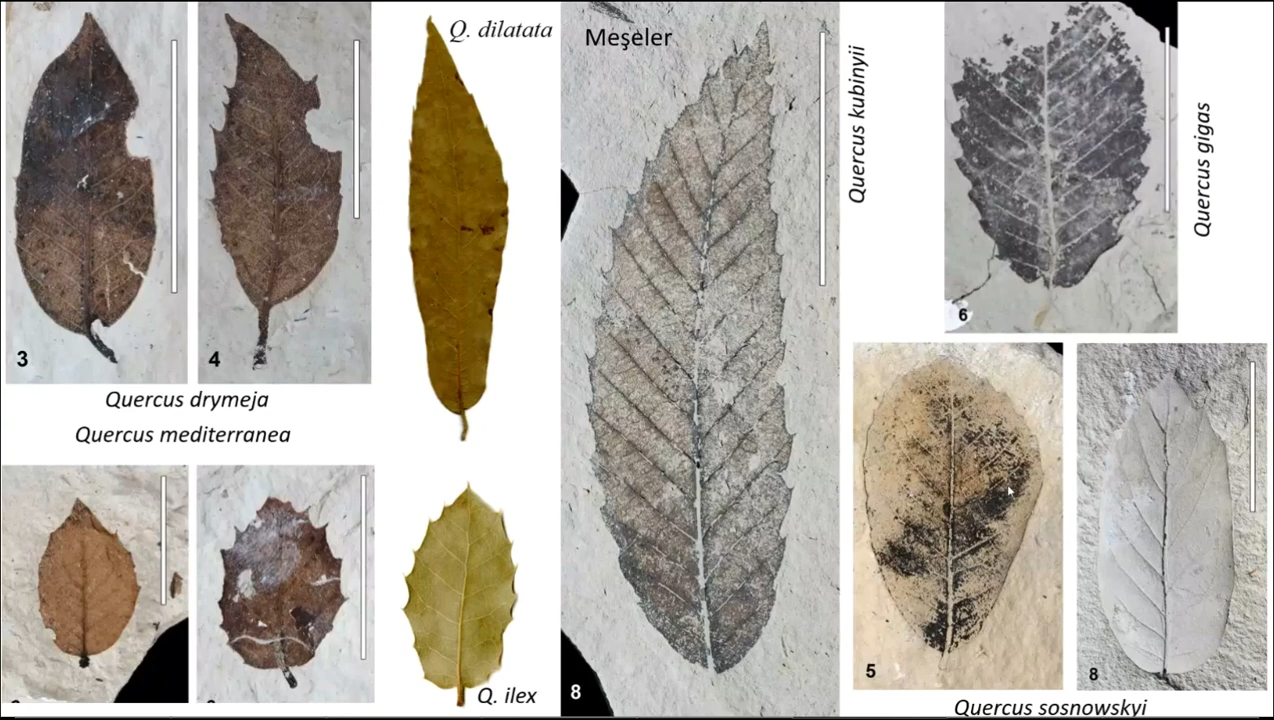 Q. dilatata
Meşeler
Quercus kubinyii
Quercus gigas
3
4
6
Quercus drymeja
Quercus mediterranea
5
8
8
Q. ilex
Quercus sosnowskyi